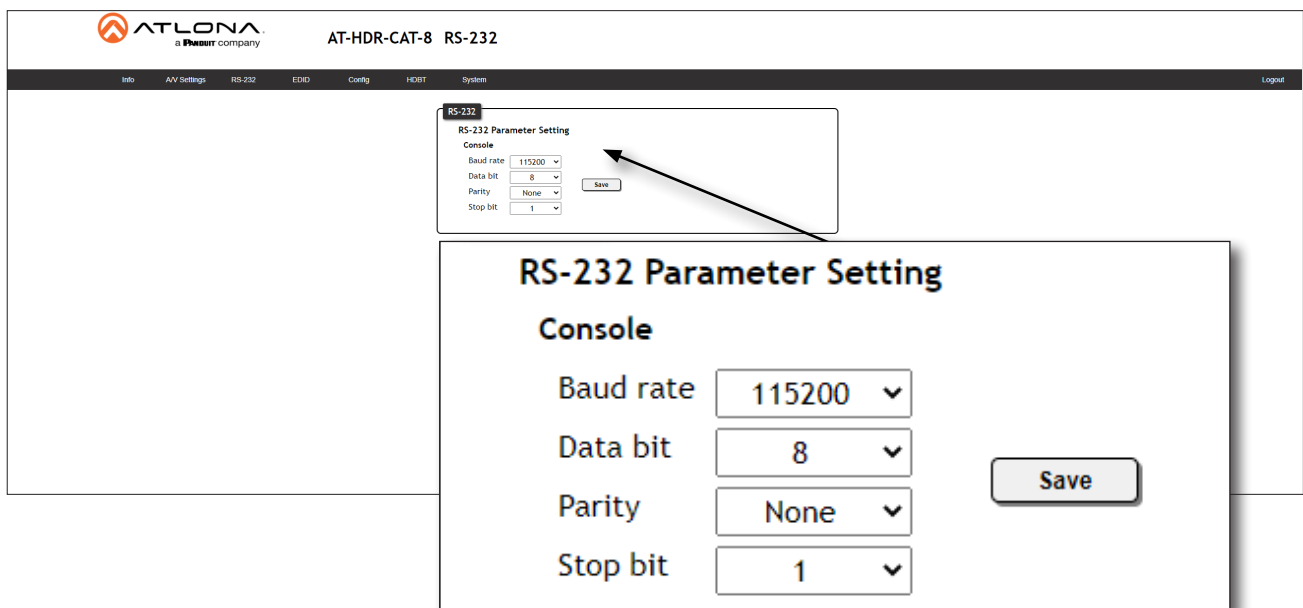 ATLONA.
a PANDUIT company
AT-HDR-CAT-8 RS-232
Info A/V Settings RS-232 EDID Config HDBT System Logout
RS-232
RS-232 Parameter Setting
Console
Baud rate 115200
Data bit 8
Parity None
Stop bit 1
Save
RS-232 Parameter Setting
Console
Baud rate 115200
Data bit 8
Save
Parity None
Stop bit 1